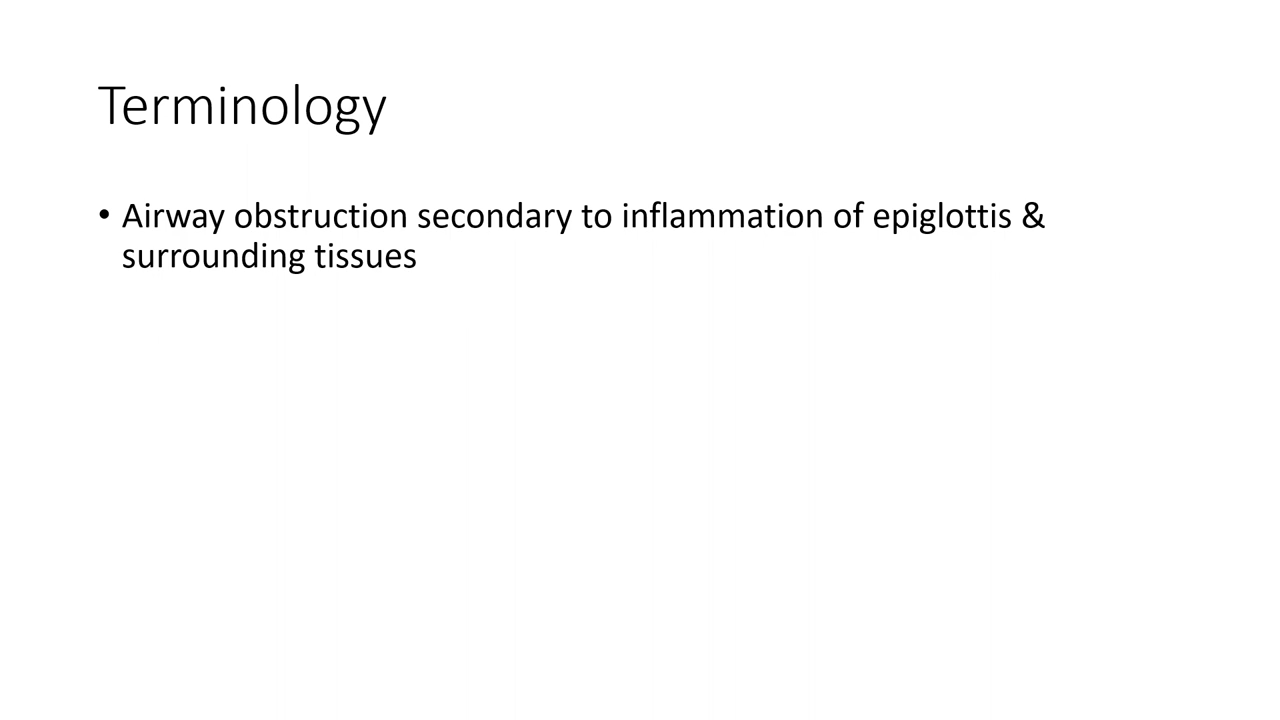 Terminology
• Airway obstruction secondary to inflammation of epiglottis &
surrounding tissues